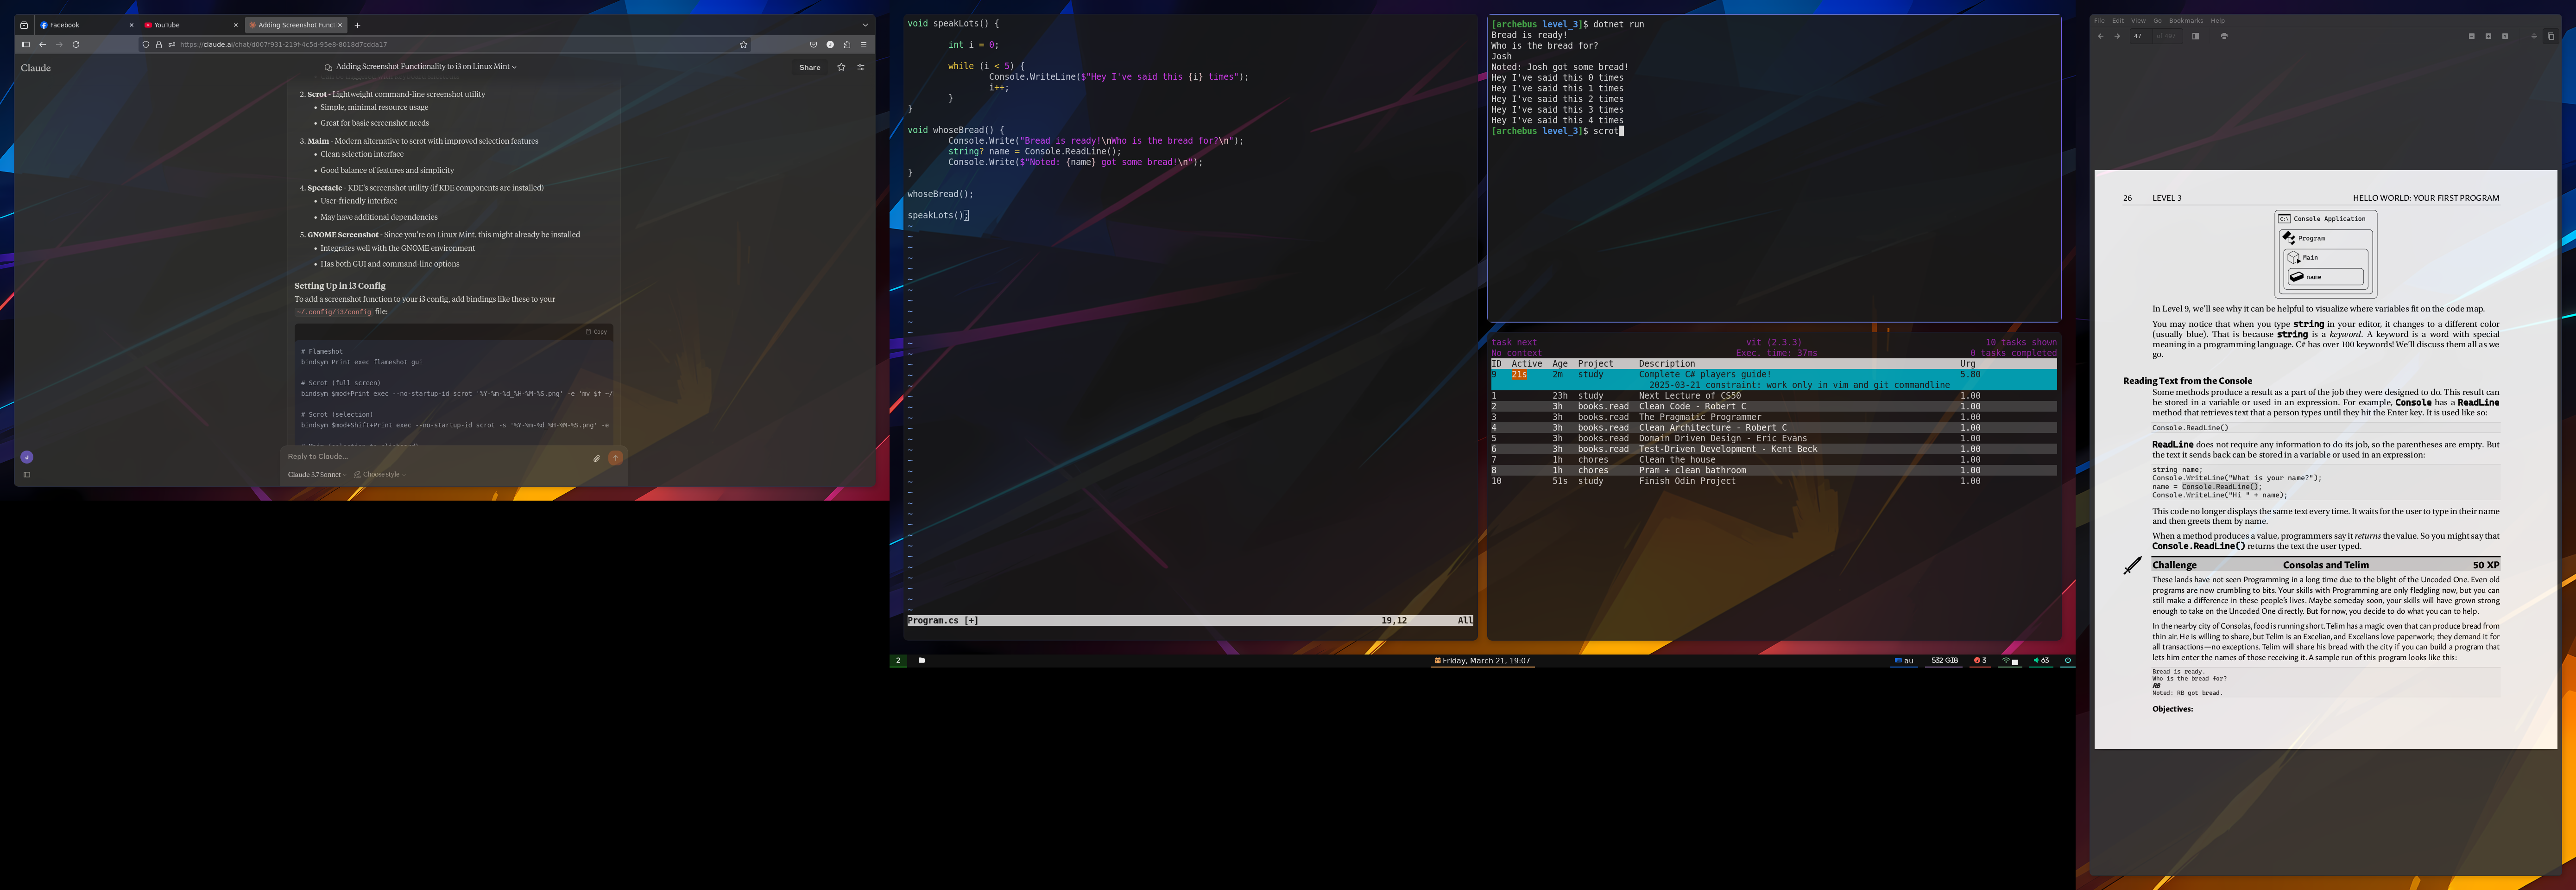 Facebook
YouTube
Adding Screenshot Funct
https://claude.ai/chat/d007f931-219f-4c5d-95e8-8018d7cdda17
Claude
Adding Screenshot Functionality to i3 on Linux Mint
Share
2. Scrot - Lightweight command-line screenshot utility
• Simple, minimal resource usage
• Great for basic screenshot needs
3. Maim - Modern alternative to scrot with improved selection features
• Clean selection interface
• Good balance of features and simplicity
4. Spectacle - KDE's screenshot utility (if KDE components are installed)
• User-friendly interface
• May have additional dependencies
5. GNOME Screenshot - Since you're on Linux Mint, this might already be installed
• Integrates well with the GNOME environment
• Has both GUI and command-line options
Setting Up in i3 Config
To add a screenshot function to your i3 config, add bindings like these to your
~/.config/i3/config file:
Copy
# Flameshot
bindsym Print exec flameshot gui
# Scrot (full screen)
bindsym $mod+Print exec --no-startup-id scrot '%Y-%m-%d_%H-%M-%S.png' -e 'mv $f ~/
# Scrot (selection)
bindsym $mod+Shift+Print exec --no-startup-id scrot -s '%Y-%m-%d_%H-%M-%S.png' -e
Reply to Claude...
Claude 3.7 Sonnet
Choose style
void speakLots() {
int i = 0;
while (i < 5) {
Console.WriteLine($"Hey I've said this {i} times");
i++;
}
}
void whoseBread() {
Console.Write("Bread is ready!\nWho is the bread for?\n");
string? name = Console.ReadLine();
Console.Write($"Noted: {name} got some bread!\n");
}
whoseBread();
speakLots();
Program.cs [+] 19,12 All
[archebus level_3]$ dotnet run
Bread is ready!
Who is the bread for?
Josh
Noted: Josh got some bread!
Hey I've said this 0 times
Hey I've said this 1 times
Hey I've said this 2 times
Hey I've said this 3 times
Hey I've said this 4 times
[archebus level_3]$ scrot
task next vit (2.3.3) 10 tasks shown
No context Exec. time: 37ms 0 tasks completed
ID Active Age Project Description Urg
9 21s 2m study Complete C# players guide! 5.80
2025-03-21 constraint: work only in vim and git commandline
1 23h study Next Lecture of CS50 1.00
2 3h books.read Clean Code - Robert C 1.00
3 3h books.read The Pragmatic Programmer 1.00
4 3h books.read Clean Architecture - Robert C 1.00
5 3h books.read Domain Driven Design - Eric Evans 1.00
6 3h books.read Test-Driven Development - Kent Beck 1.00
7 1h chores Clean the house 1.00
8 1h chores Pram + clean bathroom 1.00
10 51s study Finish Odin Project 1.00
2
Friday, March 21, 19:07
au
532 GIB
3
63
File Edit View Go Bookmarks Help
47 of 497
26 LEVEL 3 HELLO WORLD: YOUR FIRST PROGRAM
C:\ Console Application
Program
Main
name
In Level 9, we'll see why it can be helpful to visualize where variables fit on the code map.
You may notice that when you type string in your editor, it changes to a different color
(usually blue). That is because string is a keyword. A keyword is a word with special
meaning in a programming language. C# has over 100 keywords! We'll discuss them all as we
go.
Reading Text from the Console
Some methods produce a result as a part of the job they were designed to do. This result can
be stored in a variable or used in an expression. For example, Console has a ReadLine
method that retrieves text that a person types until they hit the Enter key. It is used like so:
Console.ReadLine()
ReadLine does not require any information to do its job, so the parentheses are empty. But
the text it sends back can be stored in a variable or used in an expression:
string name;
Console.WriteLine("What is your name?");
name = Console.ReadLine();
Console.WriteLine("Hi " + name);
This code no longer displays the same text every time. It waits for the user to type in their name
and then greets them by name.
When a method produces a value, programmers say it returns the value. So you might say that
Console.ReadLine() returns the text the user typed.
Challenge Consolas and Telim 50 XP
These lands have not seen Programming in a long time due to the blight of the Uncoded One. Even old
programs are now crumbling to bits. Your skills with Programming are only fledgling now, but you can
still make a difference in these people's lives. Maybe someday soon, your skills will have grown strong
enough to take on the Uncoded One directly. But for now, you decide to do what you can to help.
In the nearby city of Consolas, food is running short. Telim has a magic oven that can produce bread from
thin air. He is willing to share, but Telim is an Excelian, and Excelians love paperwork; they demand it for
all transactions—no exceptions. Telim will share his bread with the city if you can build a program that
lets him enter the names of those receiving it. A sample run of this program looks like this:
Bread is ready.
Who is the bread for?
RB
Noted: RB got bread.
Objectives: